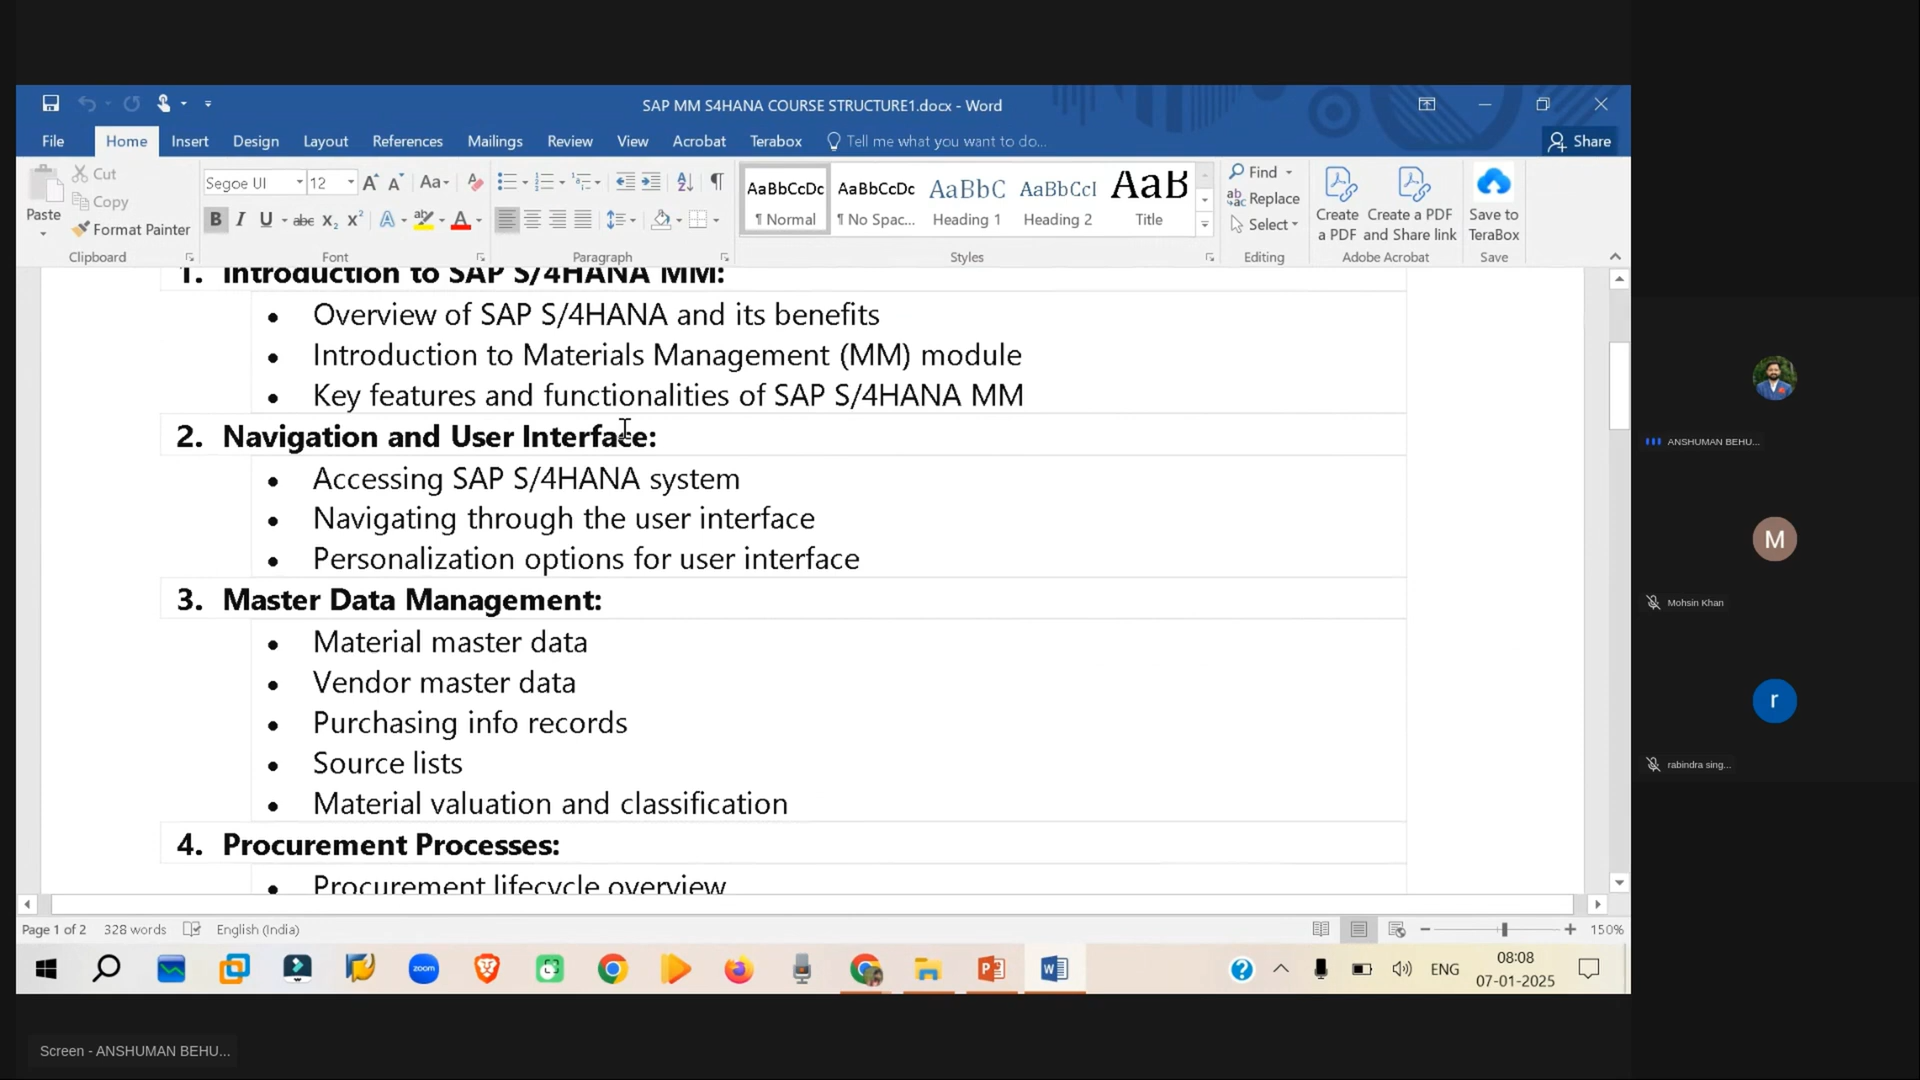 SAP MM S4HANA COURSE STRUCTURE1.docx - Word
File Home Insert Design Layout References Mailings Review View Acrobat Terabox Tell me what you want to do... Share
Paste
Cut
Copy
Format Painter
Clipboard
Segoe UI 12
Font
Paragraph
AaBbCcDc AaBbCcDc AaBbC AaBbCcI AaB
¶ Normal ¶ No Spac... Heading 1 Heading 2 Title
Styles
Find
Replace
Select
Editing
Create a PDF
Create a PDF and Share link
Adobe Acrobat
Save to TeraBox
Save
1. Introduction to SAP S/4HANA MM:
• Overview of SAP S/4HANA and its benefits
• Introduction to Materials Management (MM) module
• Key features and functionalities of SAP S/4HANA MM
2. Navigation and User Interface:
• Accessing SAP S/4HANA system
• Navigating through the user interface
• Personalization options for user interface
3. Master Data Management:
• Material master data
• Vendor master data
• Purchasing info records
• Source lists
• Material valuation and classification
4. Procurement Processes:
• Procurement lifecycle overview
Page 1 of 2 328 words English (India) 150%
zoom
ENG
08:08
07-01-2025
ANSHUMAN BEHU...
M
Mohsin Khan
r
rabindra sing...
Screen - ANSHUMAN BEHU...